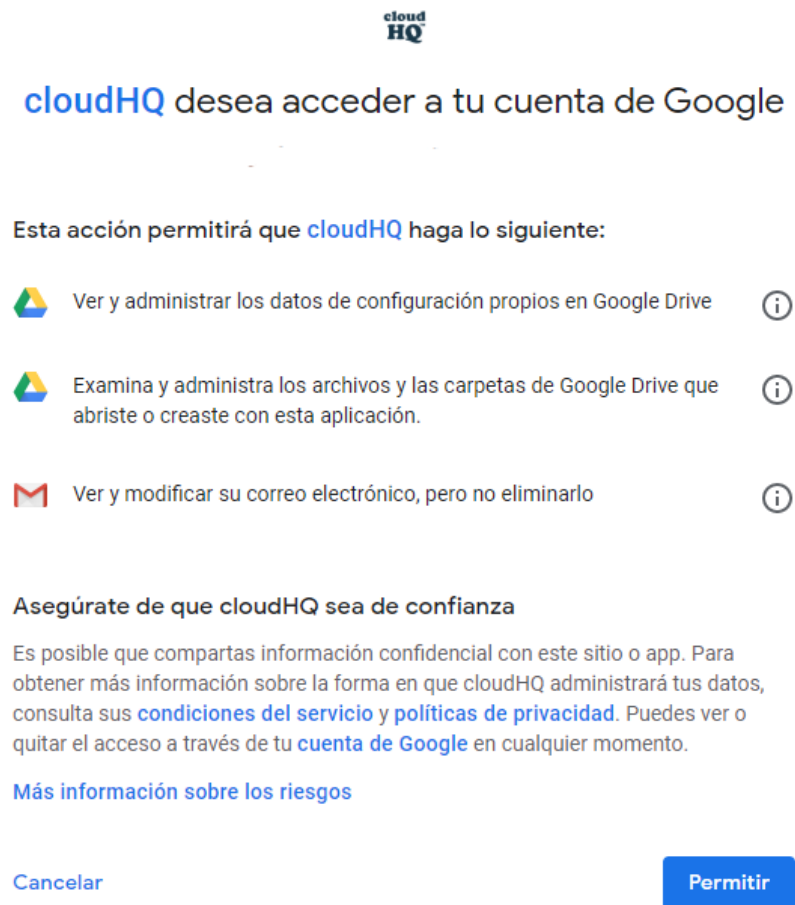 cloud
HQ
cloudHQ desea acceder a tu cuenta de Google
Esta acción permitirá que cloudHQ haga lo siguiente:
Ver y administrar los datos de configuración propios en Google Drive
Examina y administra los archivos y las carpetas de Google Drive que
abriste o creaste con esta aplicación.
Ver y modificar su correo electrónico, pero no eliminarlo
Asegúrate de que cloudHQ sea de confianza
Es posible que compartas información confidencial con este sitio o app. Para
obtener más información sobre la forma en que cloudHQ administrará tus datos,
consulta sus condiciones del servicio y políticas de privacidad. Puedes ver o
quitar el acceso a través de tu cuenta de Google en cualquier momento.
Más información sobre los riesgos
Cancelar
Permitir